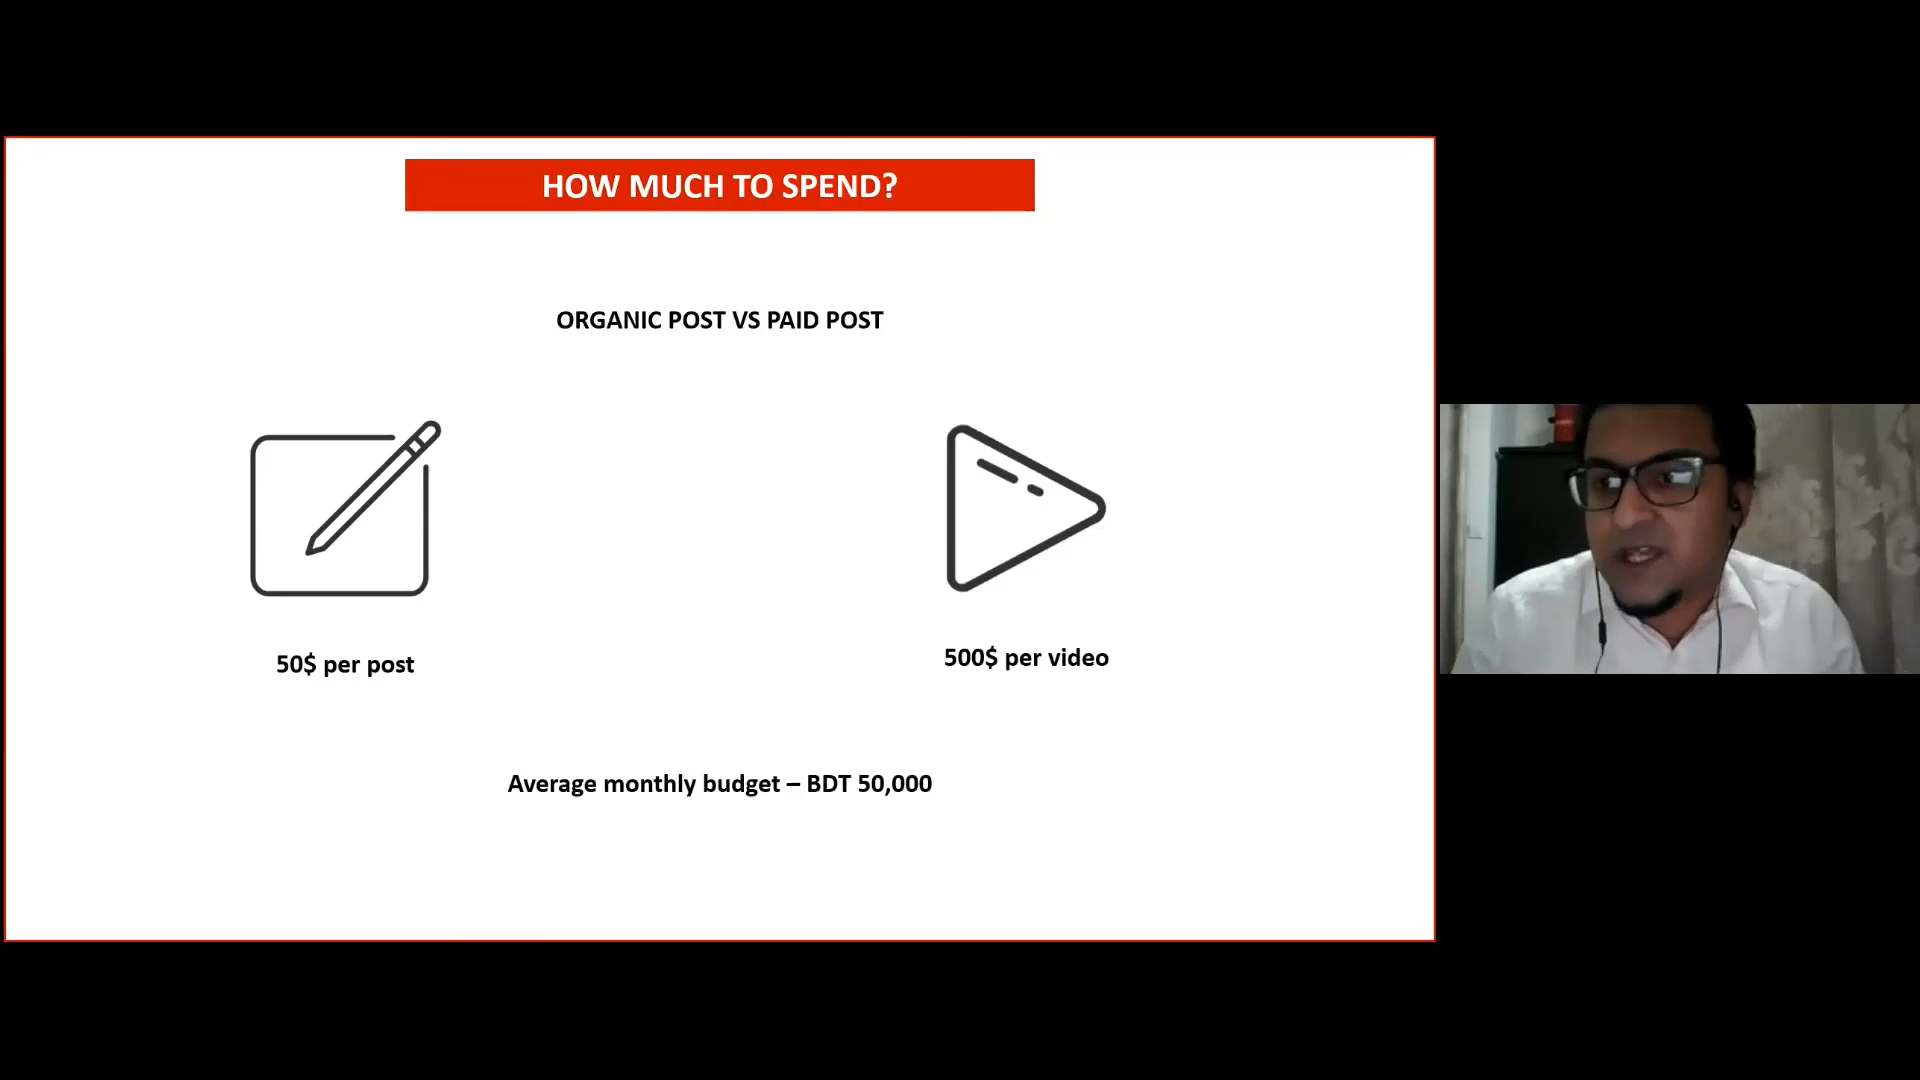 HOW MUCH TO SPEND?
ORGANIC POST VS PAID POST
50$ per post
500$ per video
Average monthly budget – BDT 50,000